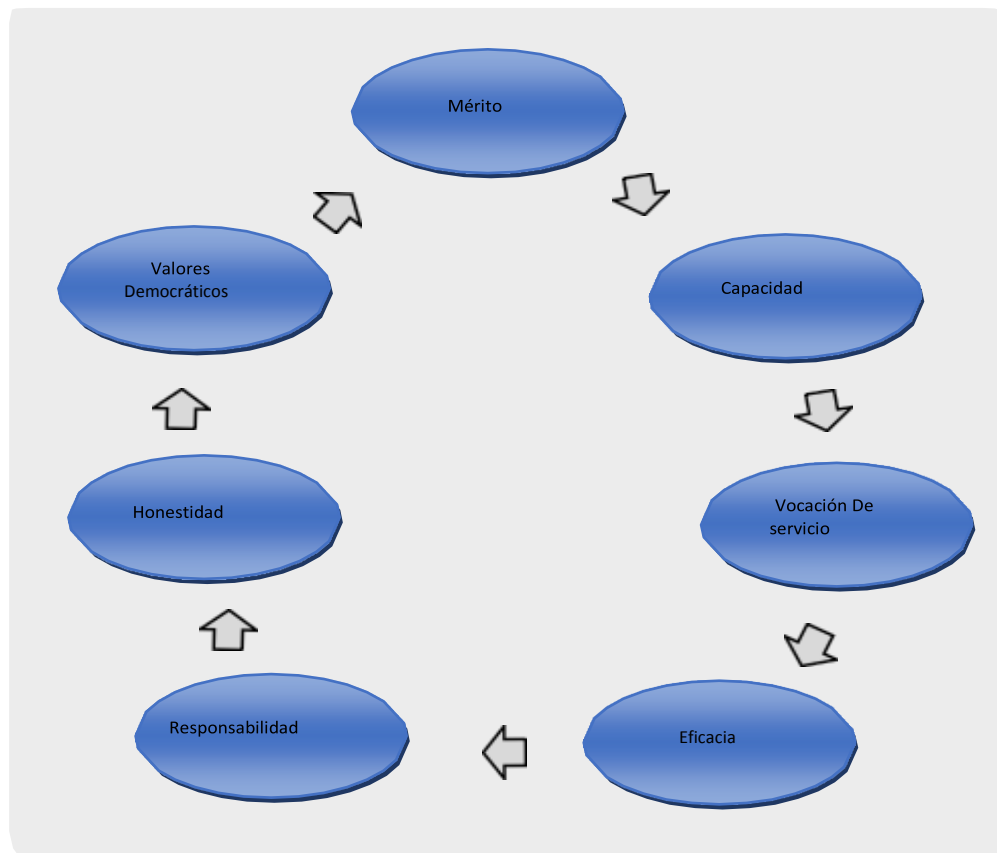 Mérito
Capacidad
Vocación De
servicio
Eficacia
Responsabilidad
Honestidad
Valores
Democráticos